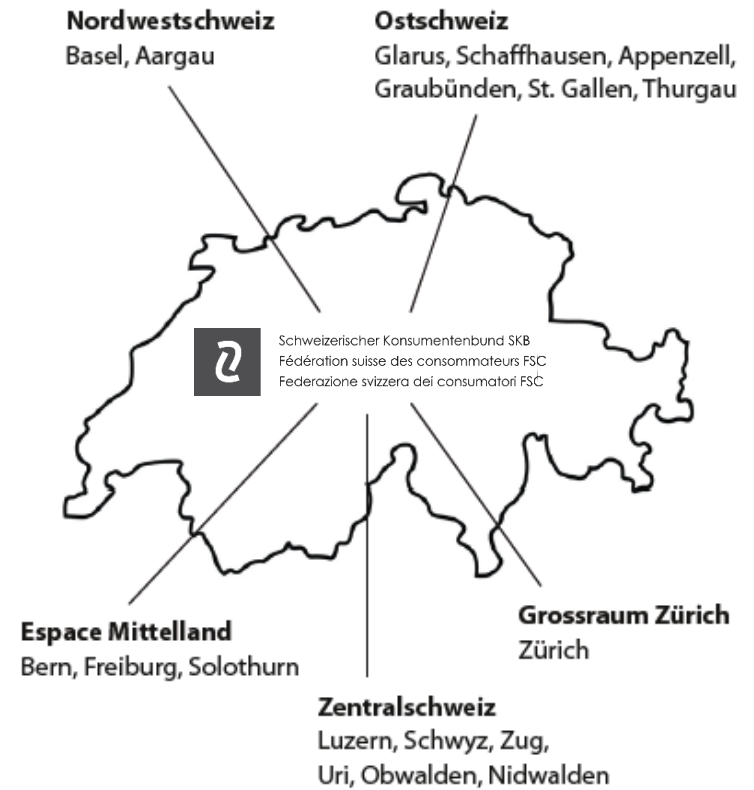 Nordwestschweiz
Basel, Aargau
Ostschweiz
Glarus, Schaffhausen, Appenzell,
Graubünden, St. Gallen, Thurgau
Schweizerischer Konsumentenbund SKB
Fédération suisse des consommateurs FSC
Federazione svizzera dei consumatori FSC
Espace Mittelland
Bern, Freiburg, Solothurn
Grossraum Zürich
Zürich
Zentralschweiz
Luzern, Schwyz, Zug,
Uri, Obwalden, Nidwalden